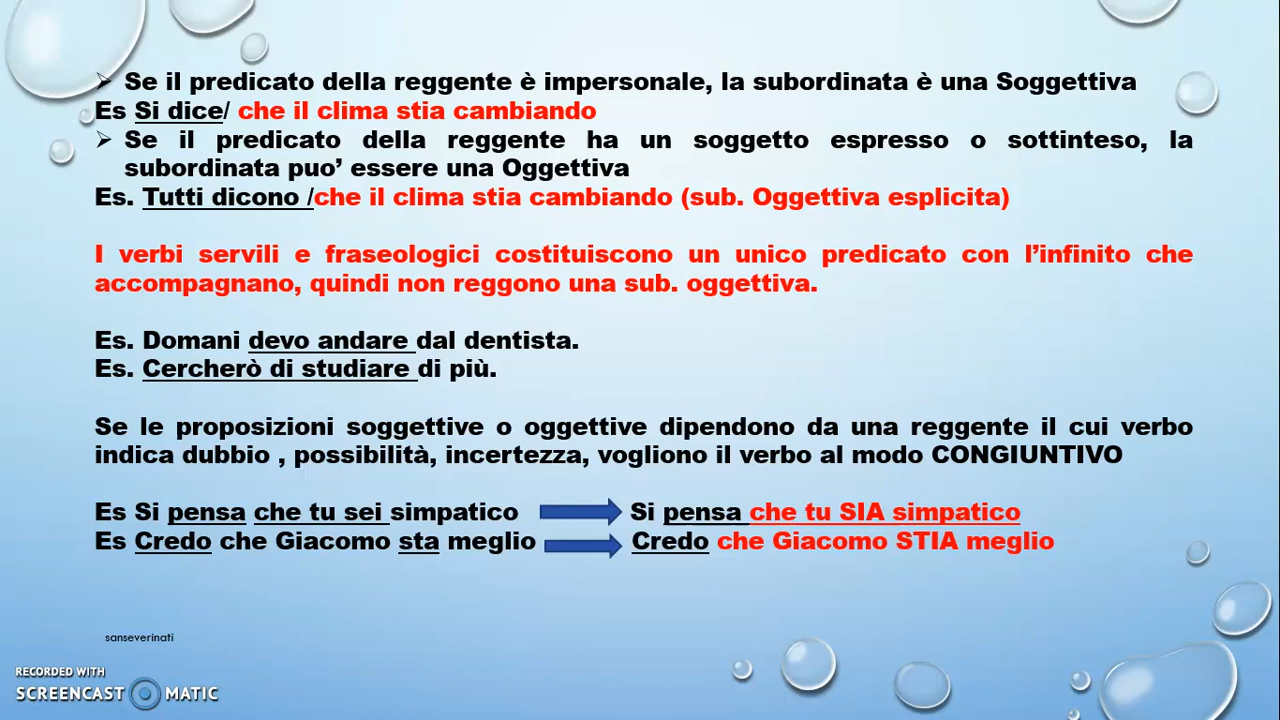 ➢ Se il predicato della reggente è impersonale, la subordinata è una Soggettiva
Es Si dice/ che il clima stia cambiando
➢ Se il predicato della reggente ha un soggetto espresso o sottinteso, la
subordinata puo’ essere una Oggettiva
Es. Tutti dicono /che il clima stia cambiando (sub. Oggettiva esplicita)
I verbi servili e fraseologici costituiscono un unico predicato con l’infinito che
accompagnano, quindi non reggono una sub. oggettiva.
Es. Domani devo andare dal dentista.
Es. Cercherò di studiare di più.
Se le proposizioni soggettive o oggettive dipendono da una reggente il cui verbo
indica dubbio , possibilità, incertezza, vogliono il verbo al modo CONGIUNTIVO
Es Si pensa che tu sei simpatico Si pensa che tu SIA simpatico
Es Credo che Giacomo sta meglio Credo che Giacomo STIA meglio
sanseverinati
RECORDED WITH
SCREENCAST MATIC